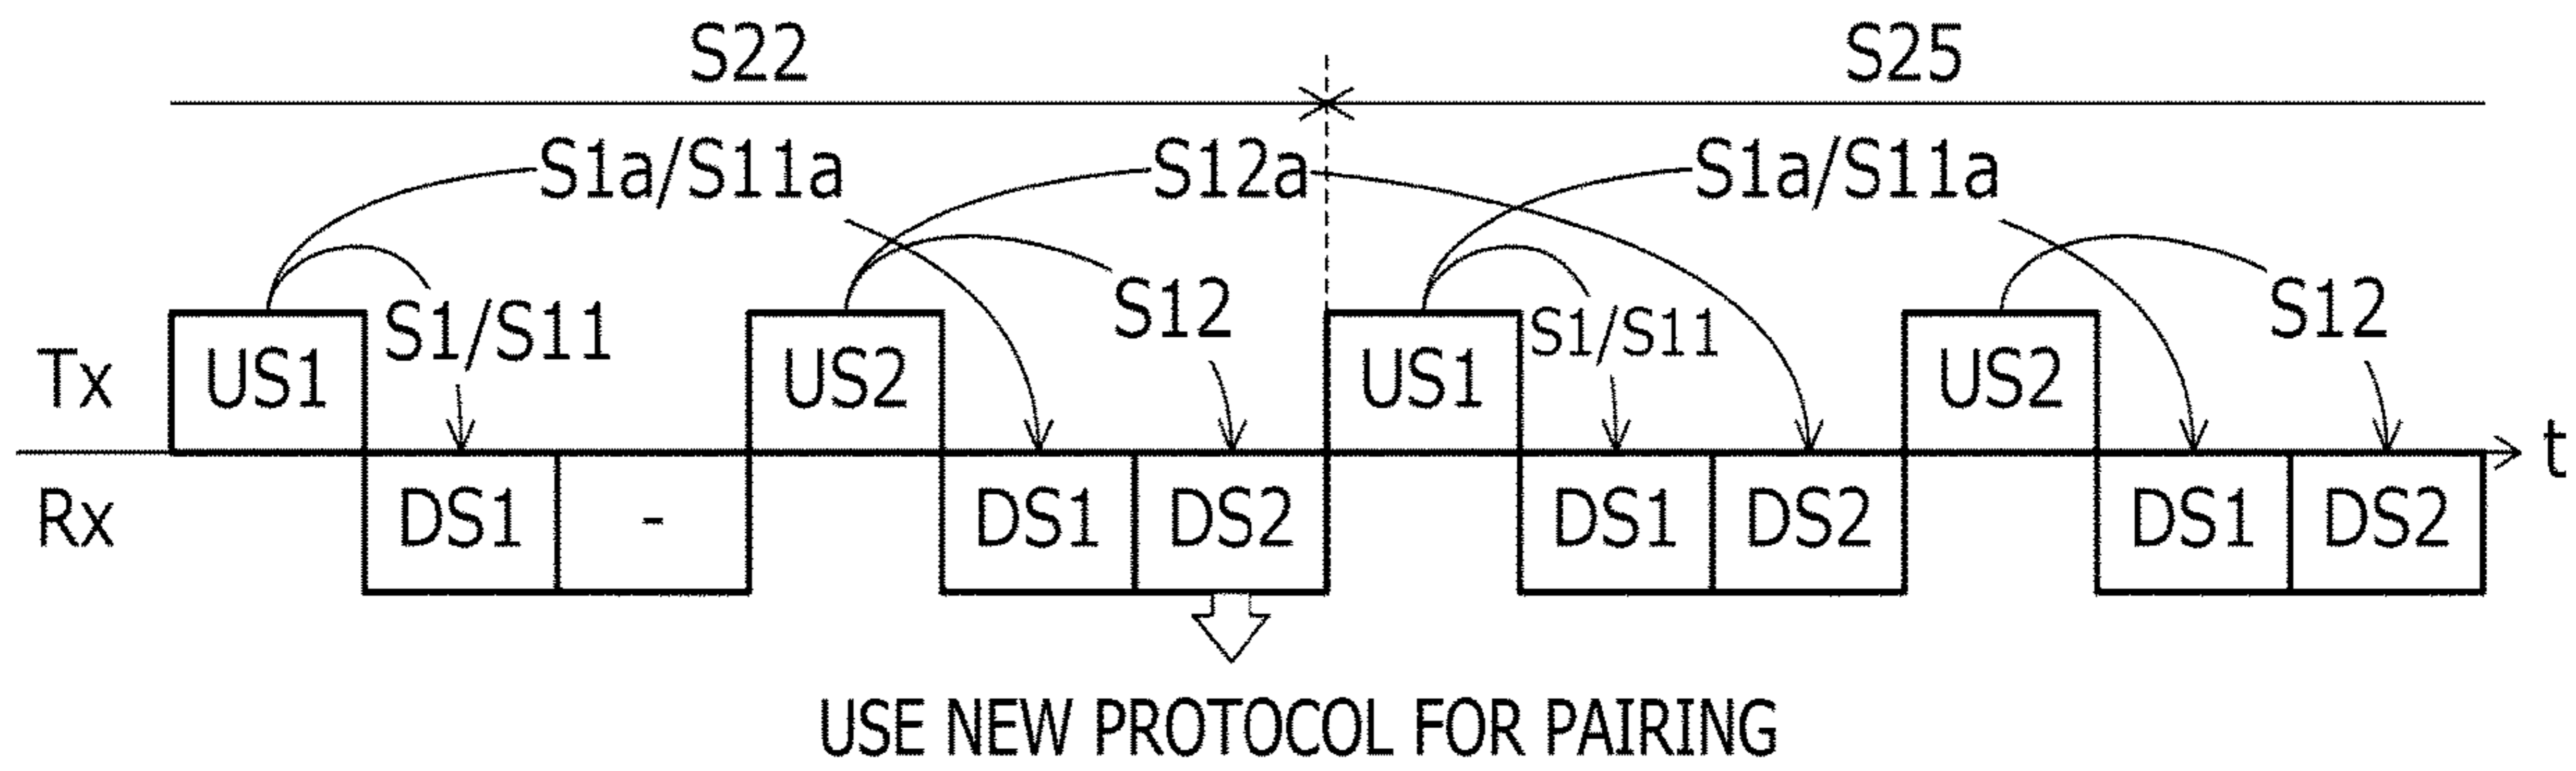 S22 S25
S1a/S11a S12a S1a/S11a
S1/S11 S12 S1/S11 S12
Tx US1 US2 US1 US2
t
Rx DS1 - DS1 DS2 DS1 DS2 DS1 DS2
USE NEW PROTOCOL FOR PAIRING